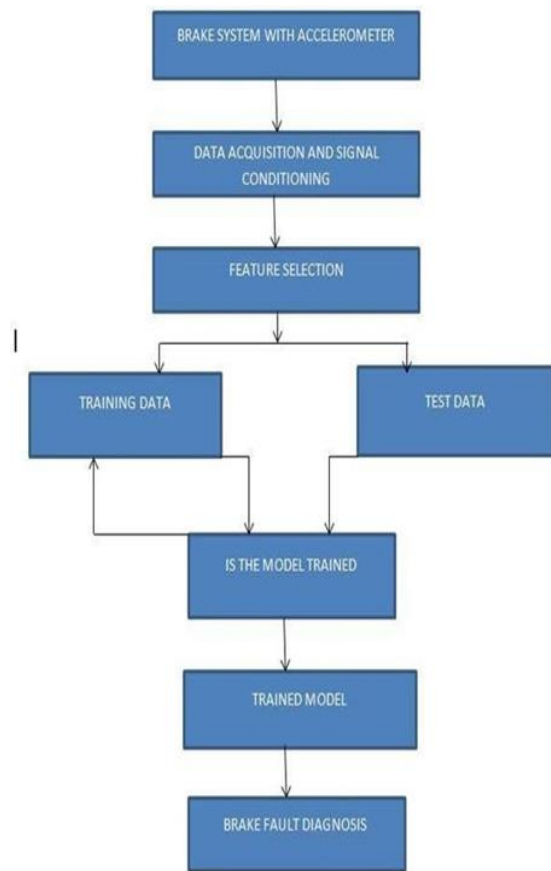 BRAKE SYSTEM WITH ACCELEROMETER
DATA ACQUISITION AND SIGNAL
CONDITIONING
FEATURE SELECTION
TRAINING DATA
TEST DATA
IS THE MODEL TRAINED
TRAINED MODEL
BRAKE FAULT DIAGNOSIS